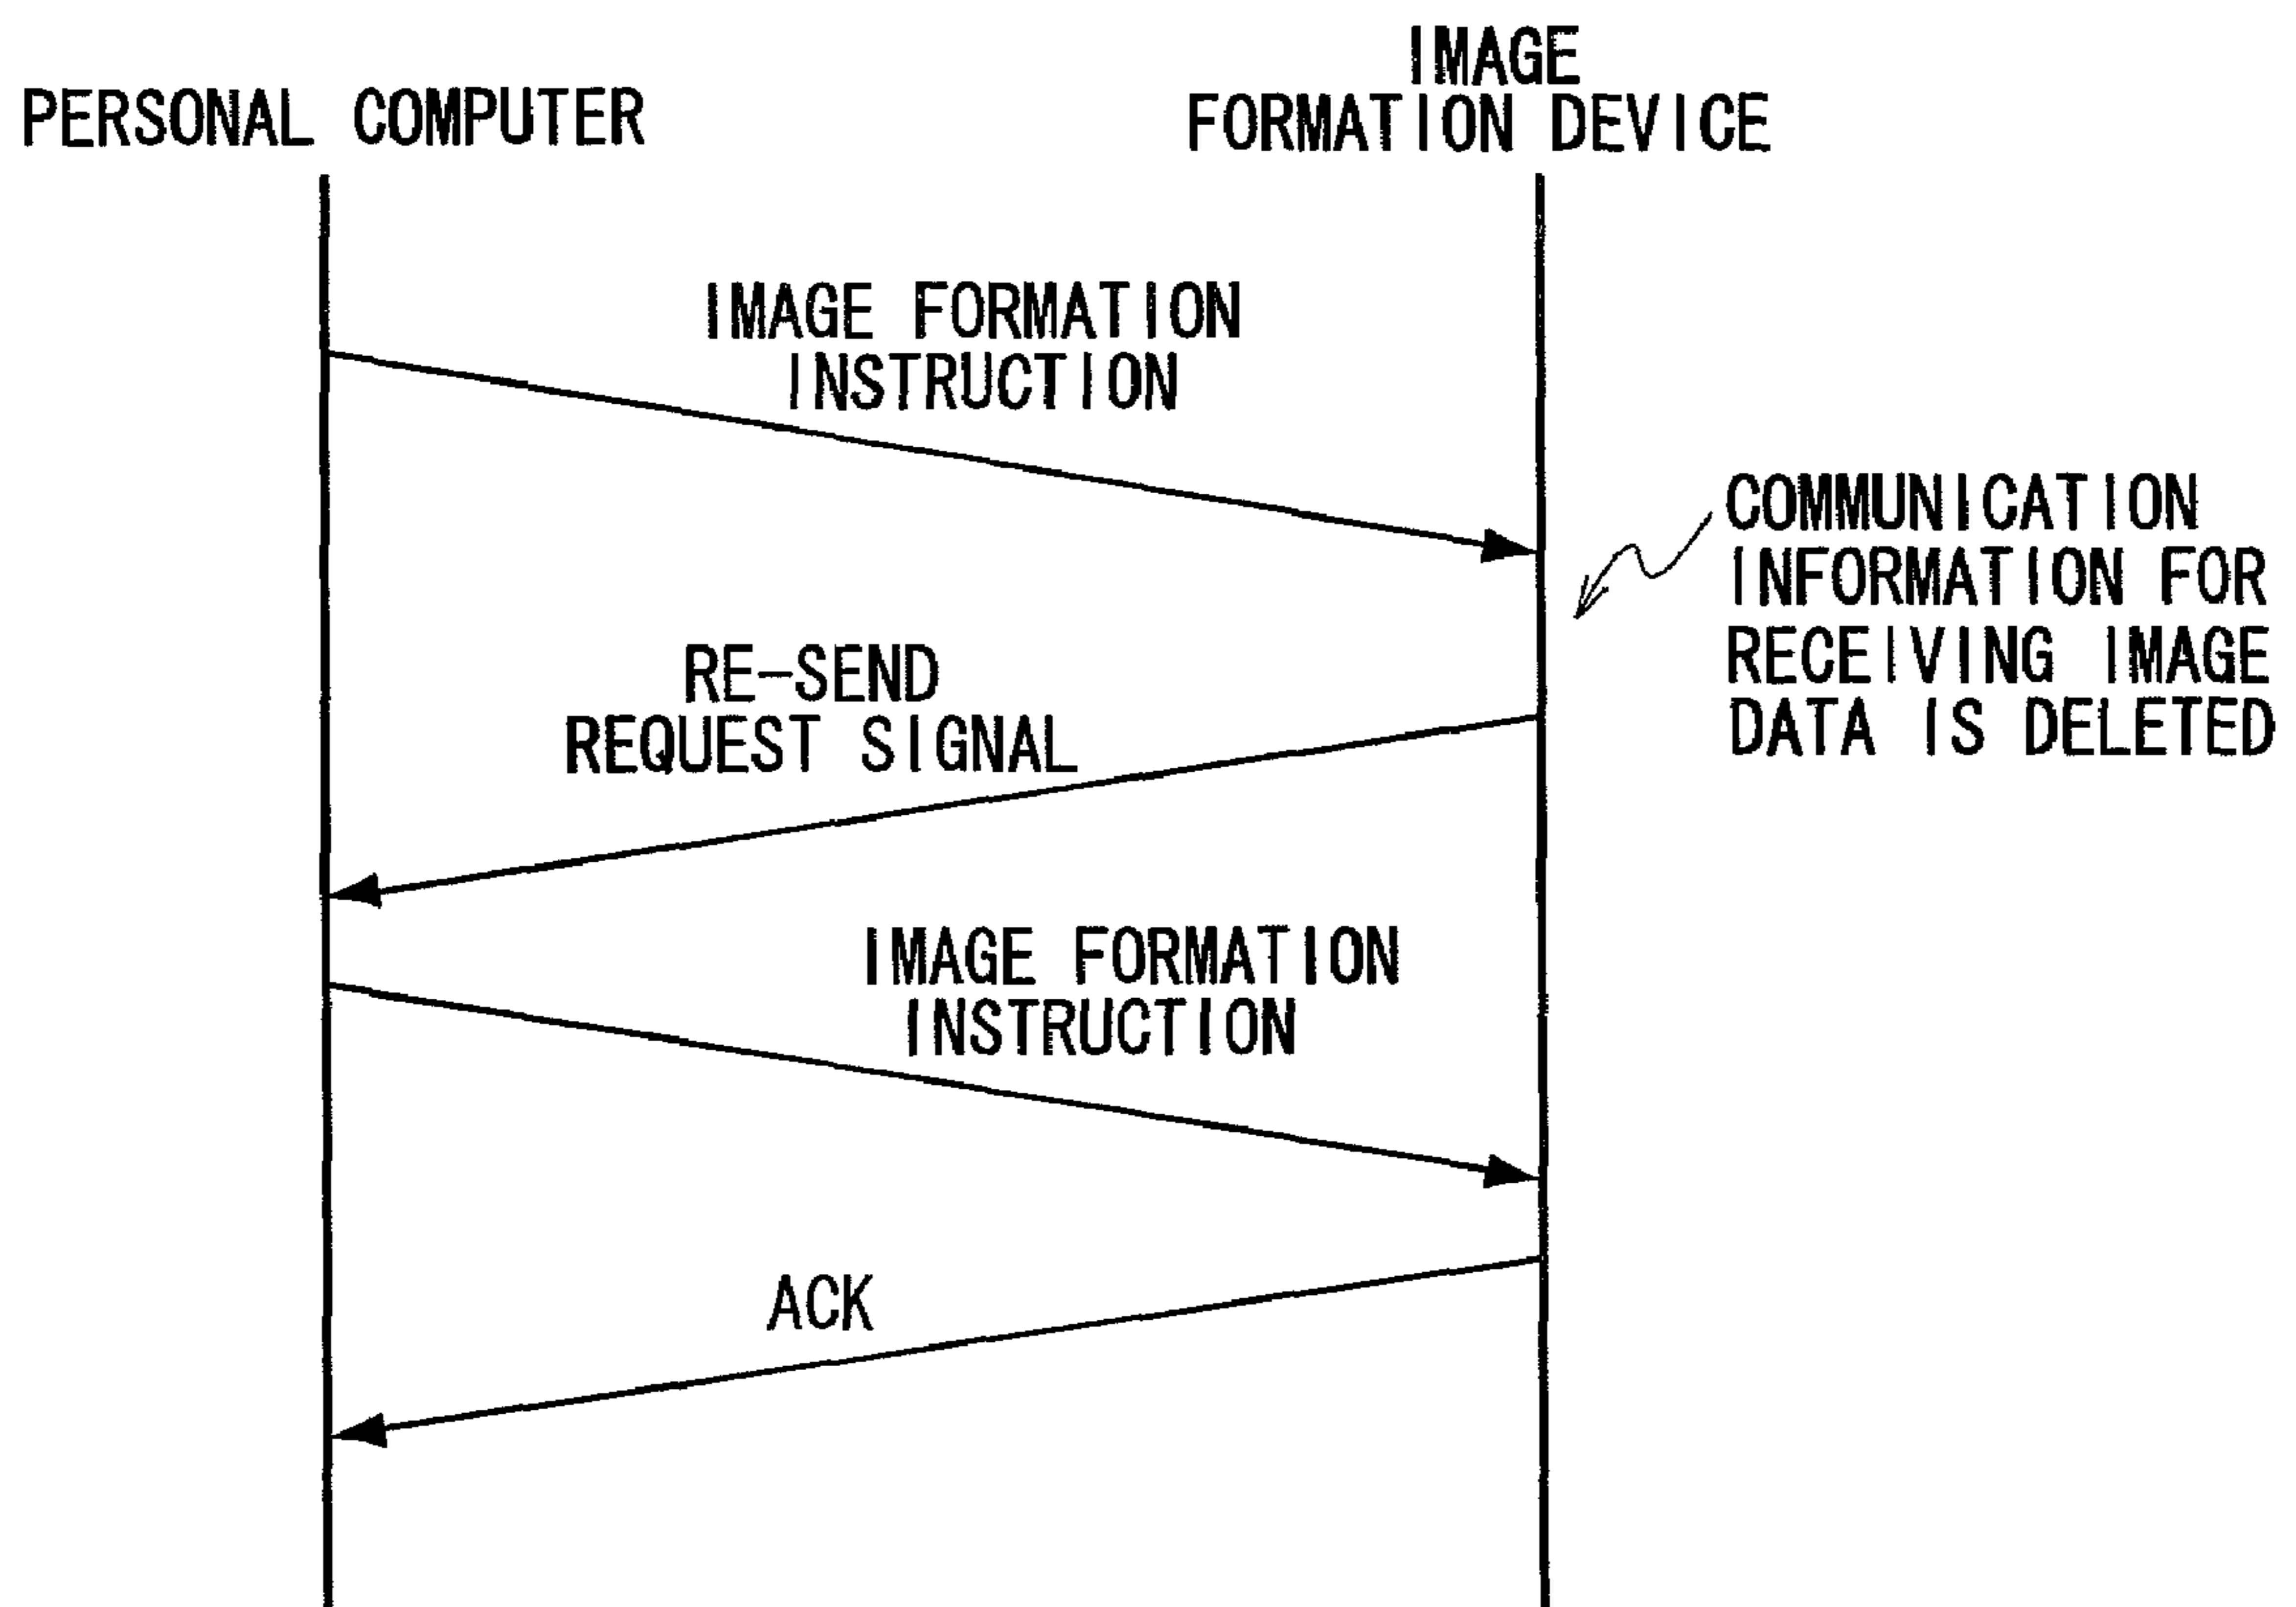 PERSONAL COMPUTER
IMAGE
FORMATION DEVICE
IMAGE FORMATION
INSTRUCTION
COMMUNICATION
INFORMATION FOR
RECEIVING IMAGE
DATA IS DELETED
RE-SEND
REQUEST SIGNAL
IMAGE FORMATION
INSTRUCTION
ACK